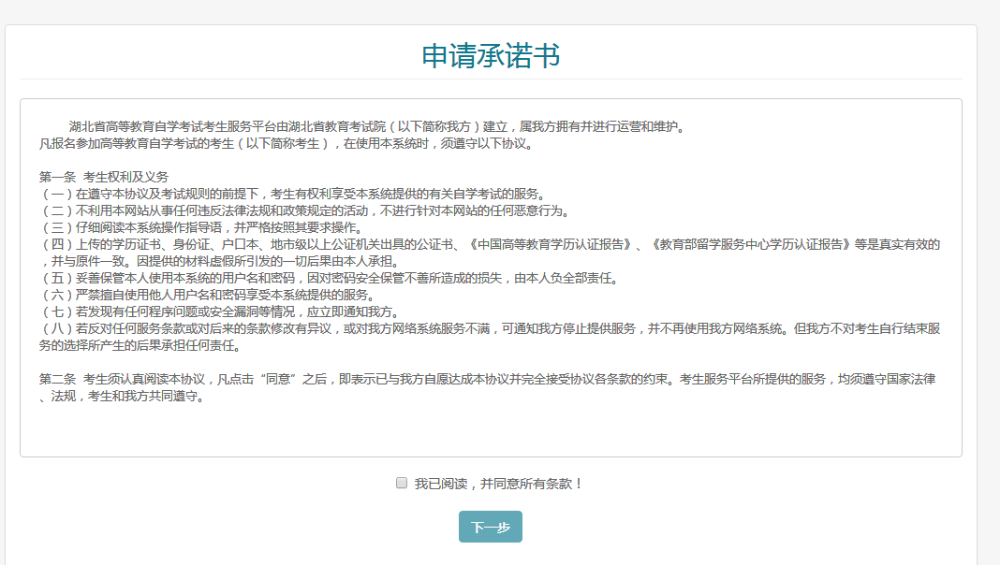 申请承诺书
湖北省高等教育自学考试考生服务平台由湖北省教育考试院（以下简称我方）建立，属我方拥有并进行运营和维护。
凡报名参加高等教育自学考试的考生（以下简称考生），在使用本系统时，须遵守以下协议。
第一条 考生权利及义务
（一）在遵守本协议及考试规则的前提下，考生有权利享受本系统提供的有关自学考试的服务。
（二）不利用本网站从事任何违反法律法规和政策规定的活动，不进行针对本网站的任何恶意行为。
（三）仔细阅读本系统操作指导语，并严格按照其要求操作。
（四）上传的学历证书、身份证、户口本、地市级以上公证机关出具的公证书、《中国高等教育学历认证报告》、《教育部留学服务中心学历认证报告》等是真实有效的
，并与原件一致。因提供的材料虚假所引发的一切后果由本人承担。
（五）妥善保管本人使用本系统的用户名和密码，因对密码安全保管不善所造成的损失，由本人负全部责任。
（六）严禁擅自使用他人用户名和密码享受本系统提供的服务。
（七）若发现有任何程序问题或安全漏洞等情况，应立即通知我方。
（八）若反对任何服务条款或对后来的条款修改有异议，或对我方网络系统服务不满，可通知我方停止提供服务，并不再使用我方网络系统。但我方不对考生自行结束服
务的选择所产生的后果承担任何责任。
第二条 考生须认真阅读本协议，凡点击“同意”之后，即表示已与我方自愿达成本协议并完全接受协议各条款的约束。考生服务平台所提供的服务，均须遵守国家法律
、法规，考生和我方共同遵守。
我已阅读，并同意所有条款！
下一步